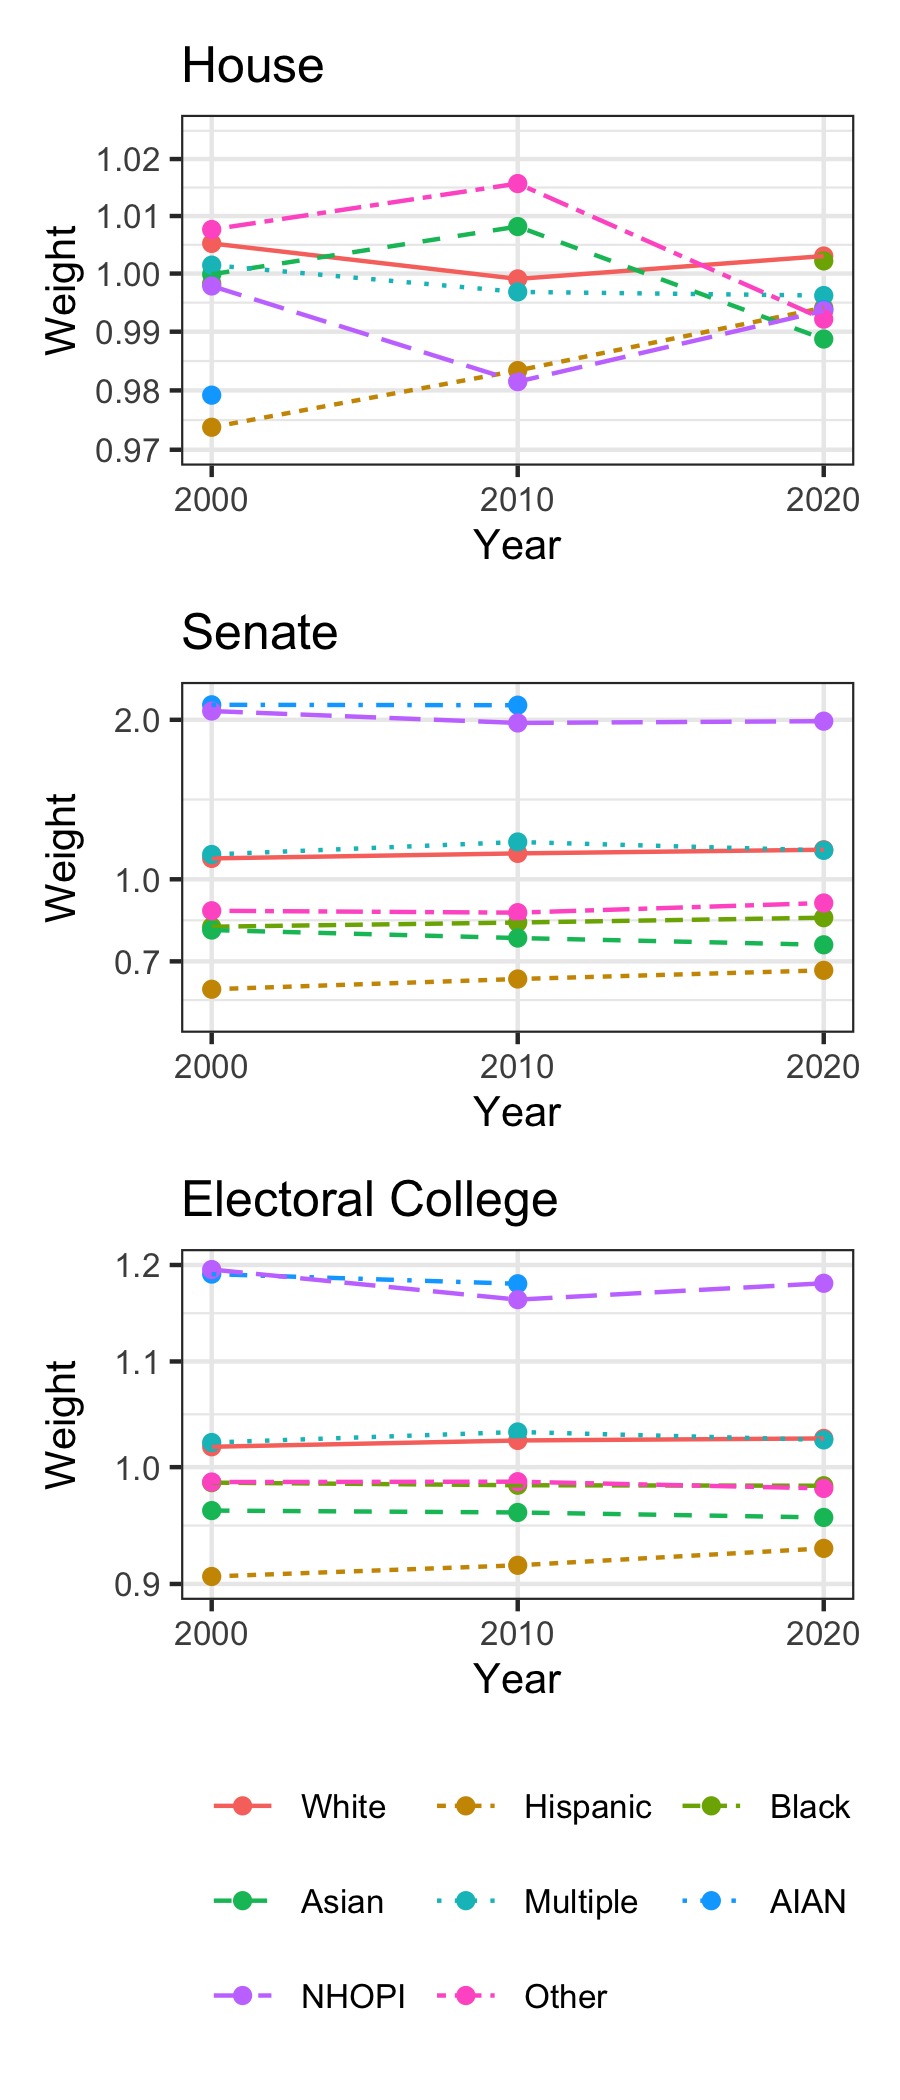 House
1.02
1.01
1.00
0.99
0.98
0.97
Weight
2000 2010 2020
Year
Senate
2.0
1.0
0.7
Weight
2000 2010 2020
Year
Electoral College
1.2
1.1
1.0
0.9
Weight
2000 2010 2020
Year
White Hispanic Black
Asian Multiple AIAN
NHOPI Other